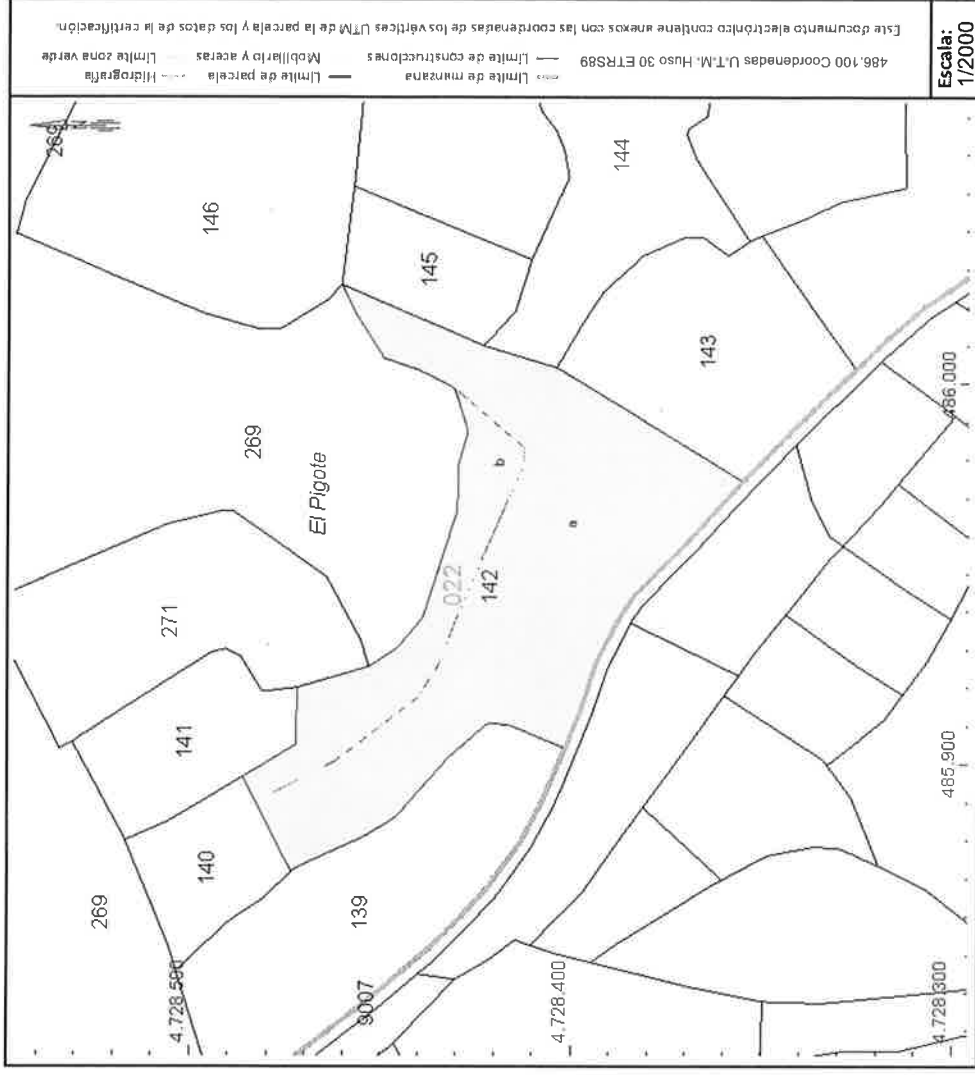 Escala:
1/2000
269
146
145
144
143
269
El Pigote
271
022
142
b
a
141
140
269
139
9007
4.728.500
4.728.400
4.728.300
485.900
486.000
486.100 Coordenadas U.T.M. Huso 30 ETRS89
Límite de manzana
Límite de parcela
Hidrografía
Límite de construcciones
Mobiliario y aceras
Límite zona verde
Este documento electrónico contiene anexos con las coordenadas de los vértices UTM de la parcela y los datos de la certificación.